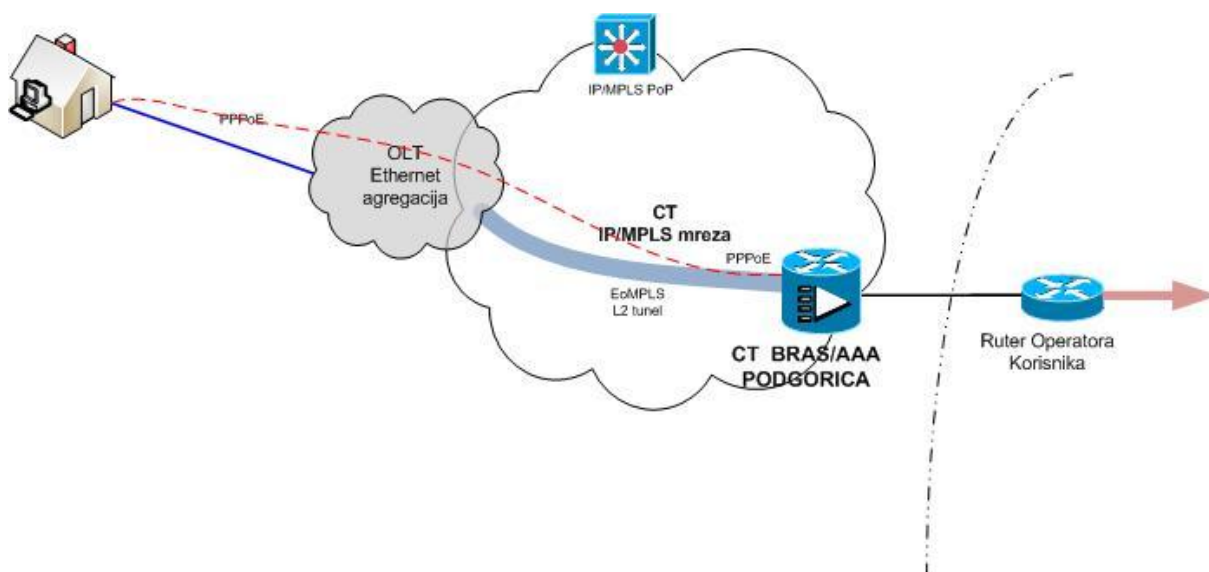 IP/MPLS PoP
PPPoE
OLT
Ethernet
agregacija
CT
IP/MPLS mreza
PPPoE
EoMPLS
L2 tunel
CT BRAS/AAA
PODGORICA
Ruter Operatora
Korisnika